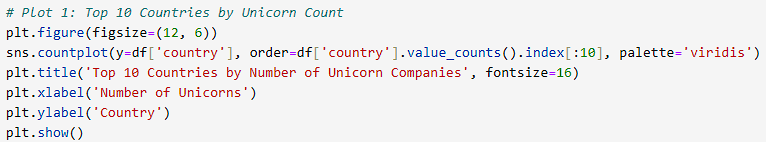 # Plot 1: Top 10 Countries by Unicorn Count
plt.figure(figsize=(12, 6))
sns.countplot(y=df['country'], order=df['country'].value_counts().index[:10], palette='viridis')
plt.title('Top 10 Countries by Number of Unicorn Companies', fontsize=16)
plt.xlabel('Number of Unicorns')
plt.ylabel('Country')
plt.show()